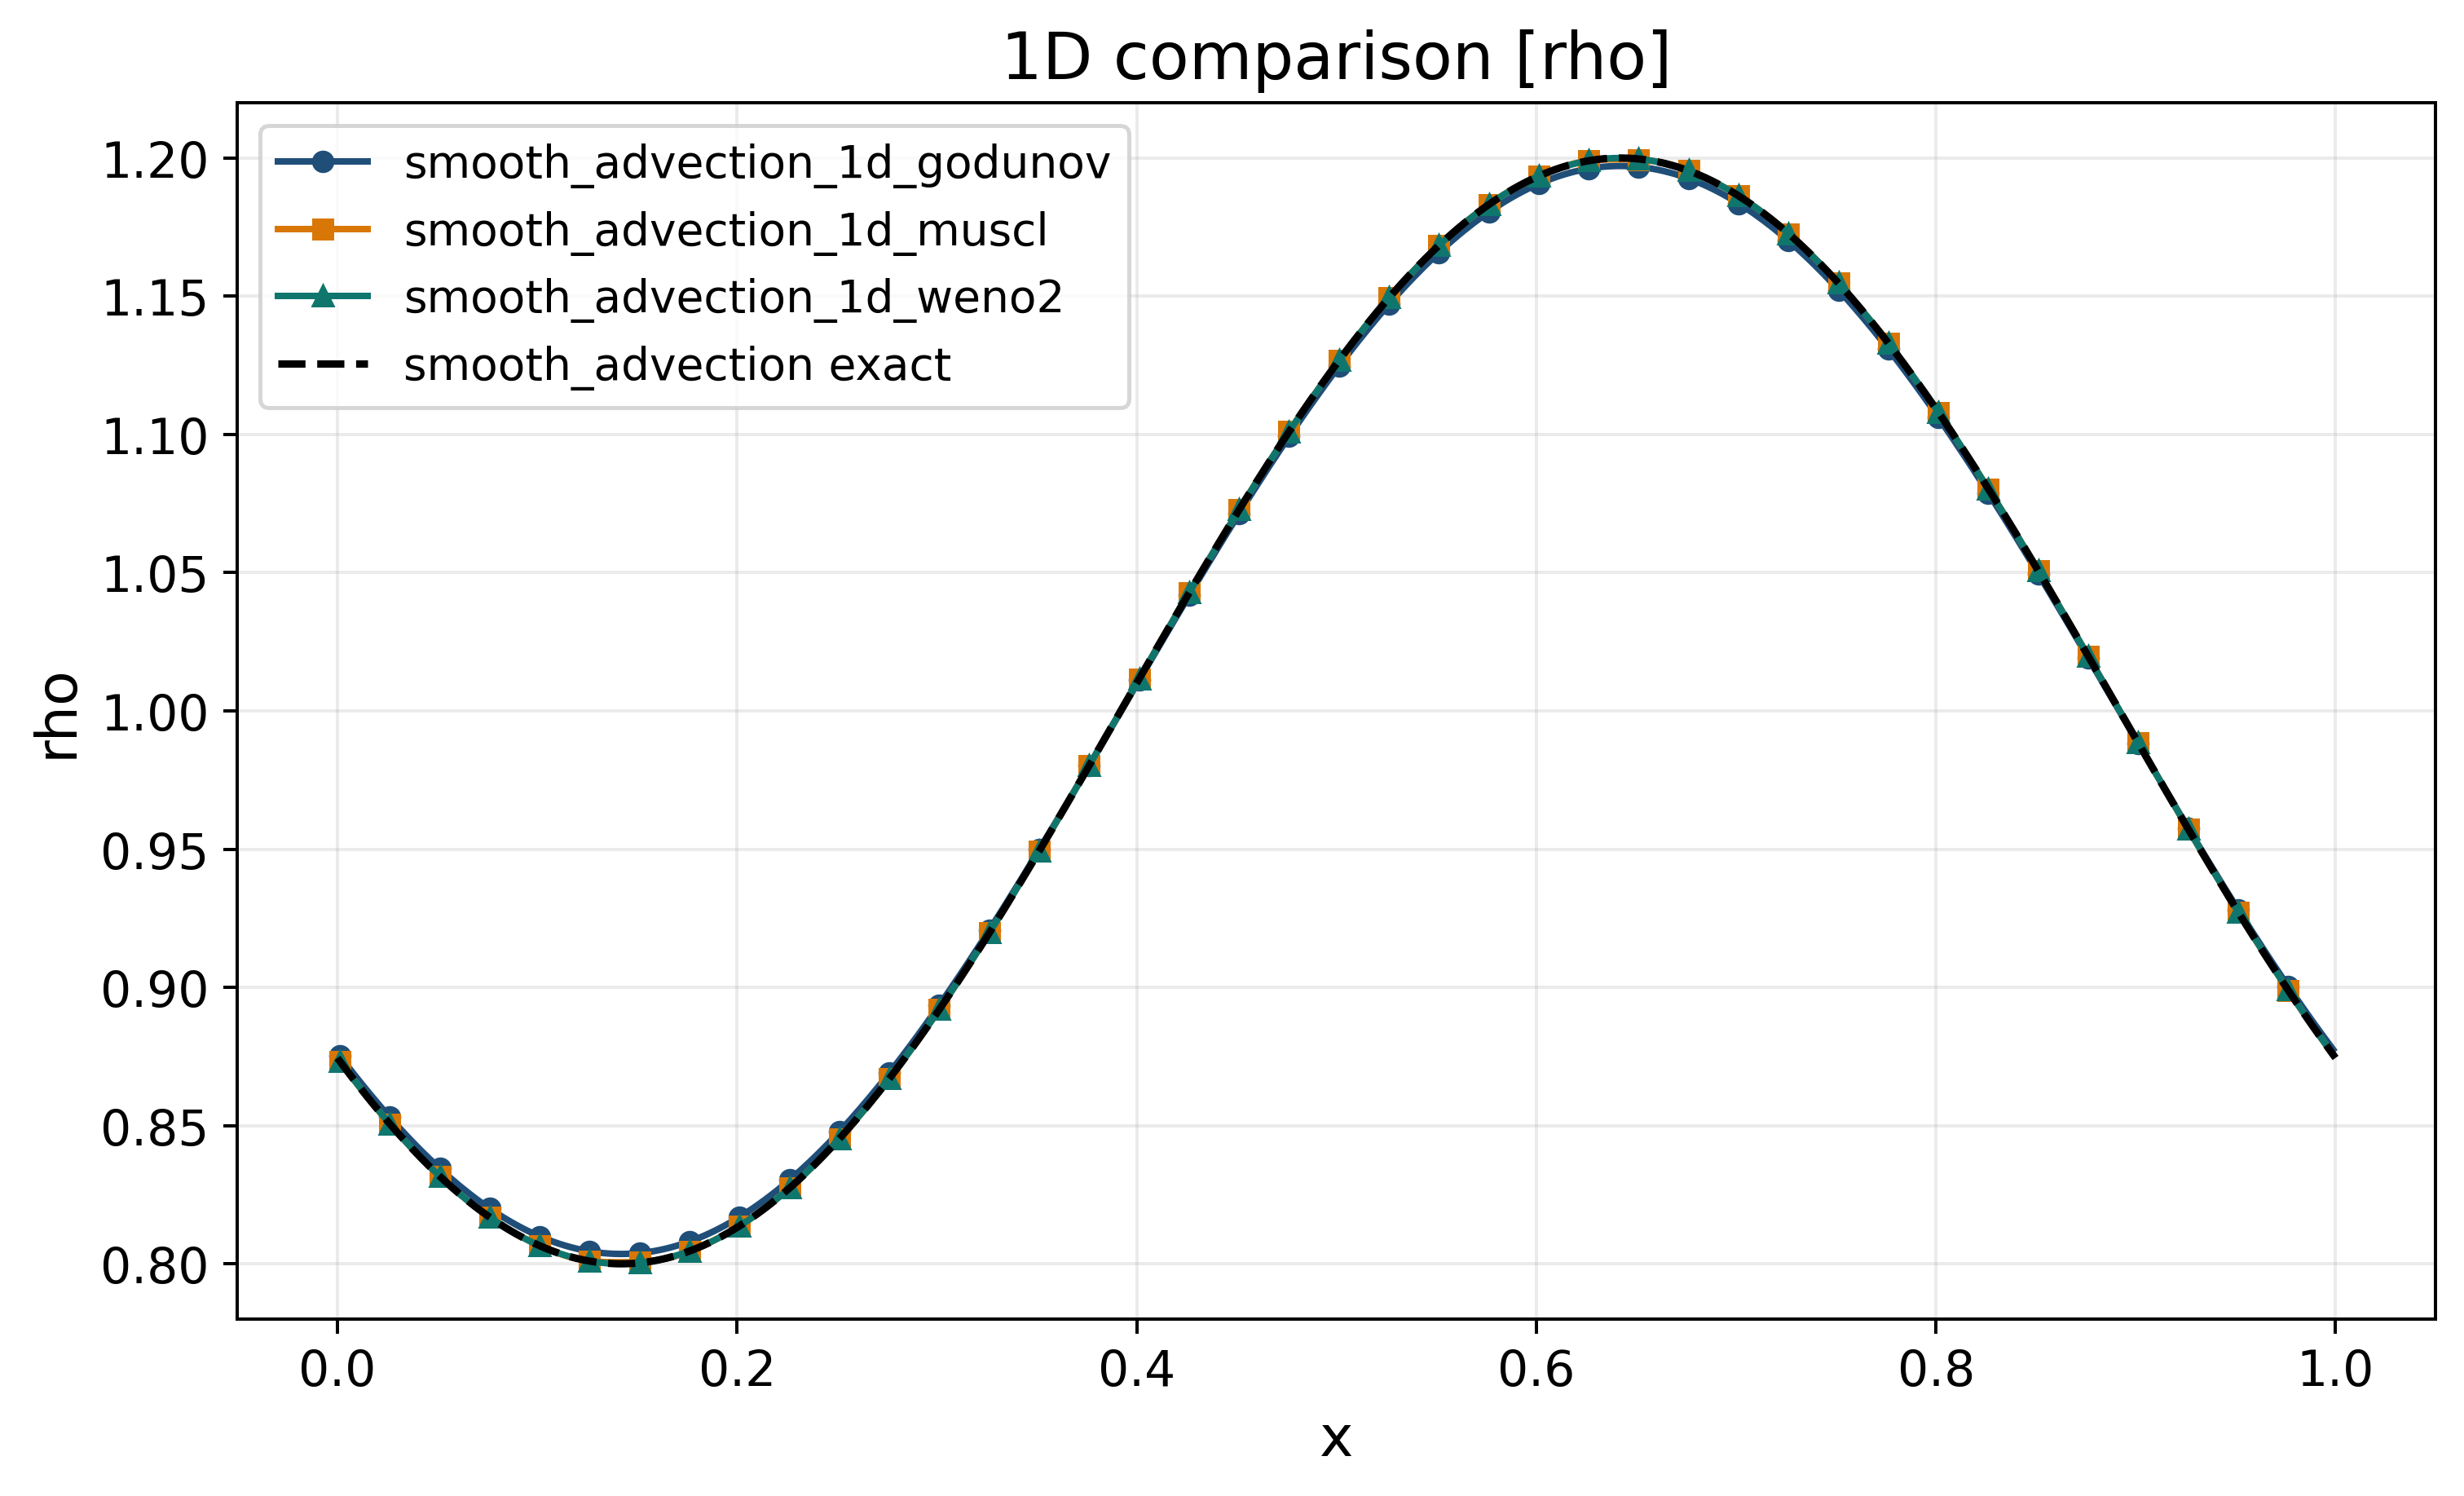 1D comparison [rho]
smooth_advection_1d_godunov
smooth_advection_1d_muscl
smooth_advection_1d_weno2
smooth_advection exact
rho
1.20
1.15
1.10
1.05
1.00
0.95
0.90
0.85
0.80
0.0 0.2 0.4 0.6 0.8 1.0
x